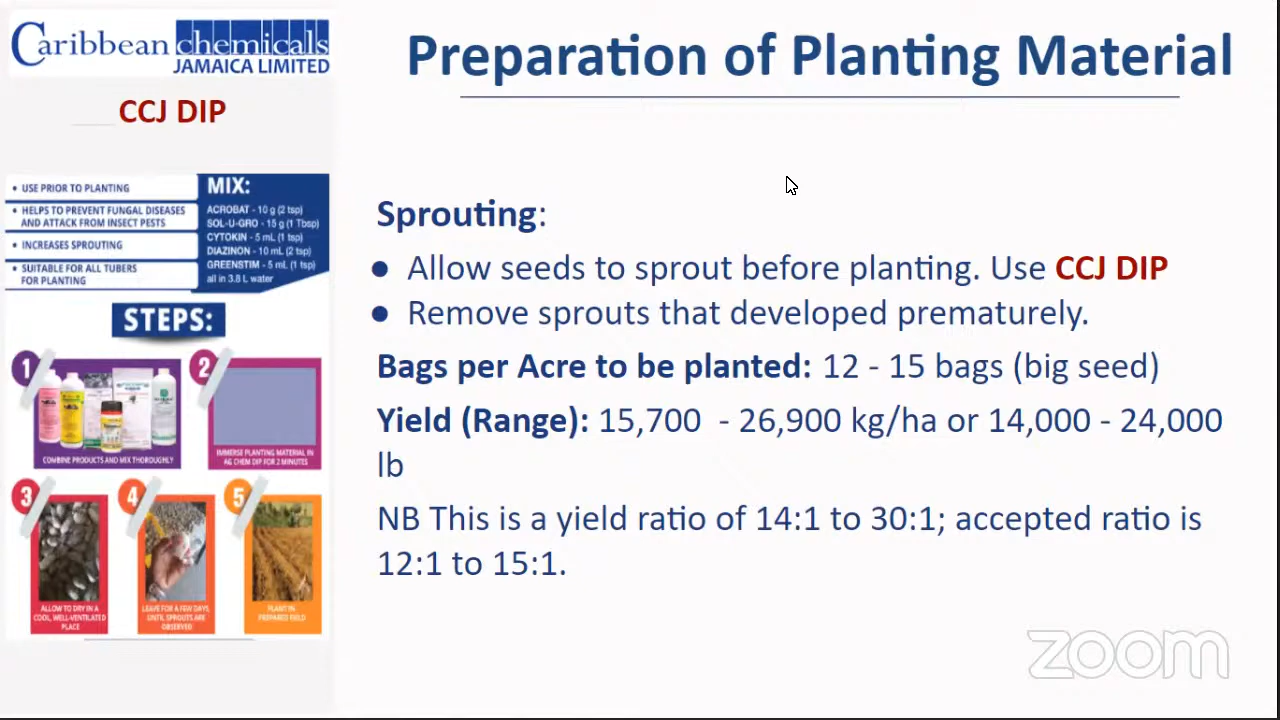 Caribbean chemicals
JAMAICA LIMITED
CCJ DIP
• USE PRIOR TO PLANTING
• HELPS TO PREVENT FUNGAL DISEASES
AND ATTACK FROM INSECT PESTS
• INCREASES SPROUTING
• SUITABLE FOR ALL TUBERS
FOR PLANTING
MIX:
ACROBAT - 10 g (2 tsp)
SOL-U-GRO - 15 g (1 Tbsp)
CYTOKIN - 5 mL (1 tsp)
DIAZINON - 10 mL (2 tsp)
GREENSTIM - 5 mL (1 tsp)
all in 3.8 L water
STEPS:
1
COMBINE PRODUCTS AND MIX THOROUGHLY
2
IMMERSE PLANTING MATERIAL IN
AG CHEM DIP FOR 2 MINUTES
3
ALLOW TO DRY IN A
COOL, WELL-VENTILATED
PLACE
4
LEAVE FOR A FEW DAYS,
UNTIL SPROUTS ARE
OBSERVED
5
PLANT IN
PREPARED FIELD
Preparation of Planting Material
Sprouting:
● Allow seeds to sprout before planting. Use CCJ DIP
● Remove sprouts that developed prematurely.
Bags per Acre to be planted: 12 - 15 bags (big seed)
Yield (Range): 15,700 - 26,900 kg/ha or 14,000 - 24,000
lb
NB This is a yield ratio of 14:1 to 30:1; accepted ratio is
12:1 to 15:1.
zoom